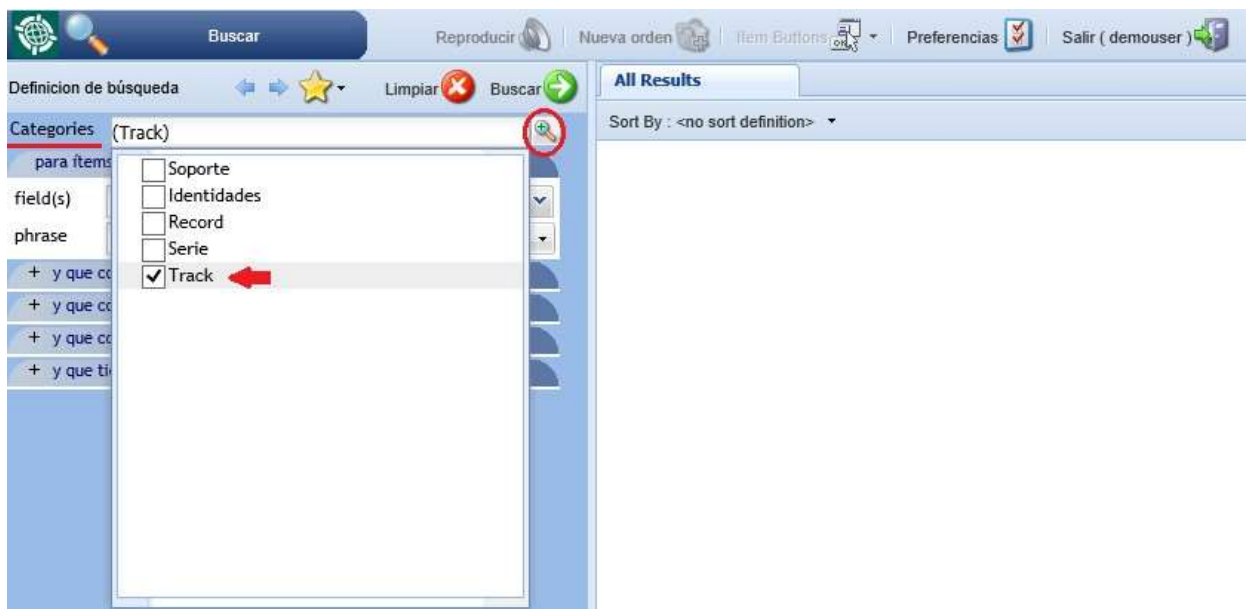 Buscar
Reproducir
Nueva orden
Item Buttons
Preferencias
Salir ( demouser )
Definicion de búsqueda
Limpiar
Buscar
All Results
Categories
(Track)
Sort By : <no sort definition>
para ítems
Soporte
field(s)
Identidades
Record
phrase
Serie
+ y que co
Track
+ y que co
+ y que co
+ y que ti